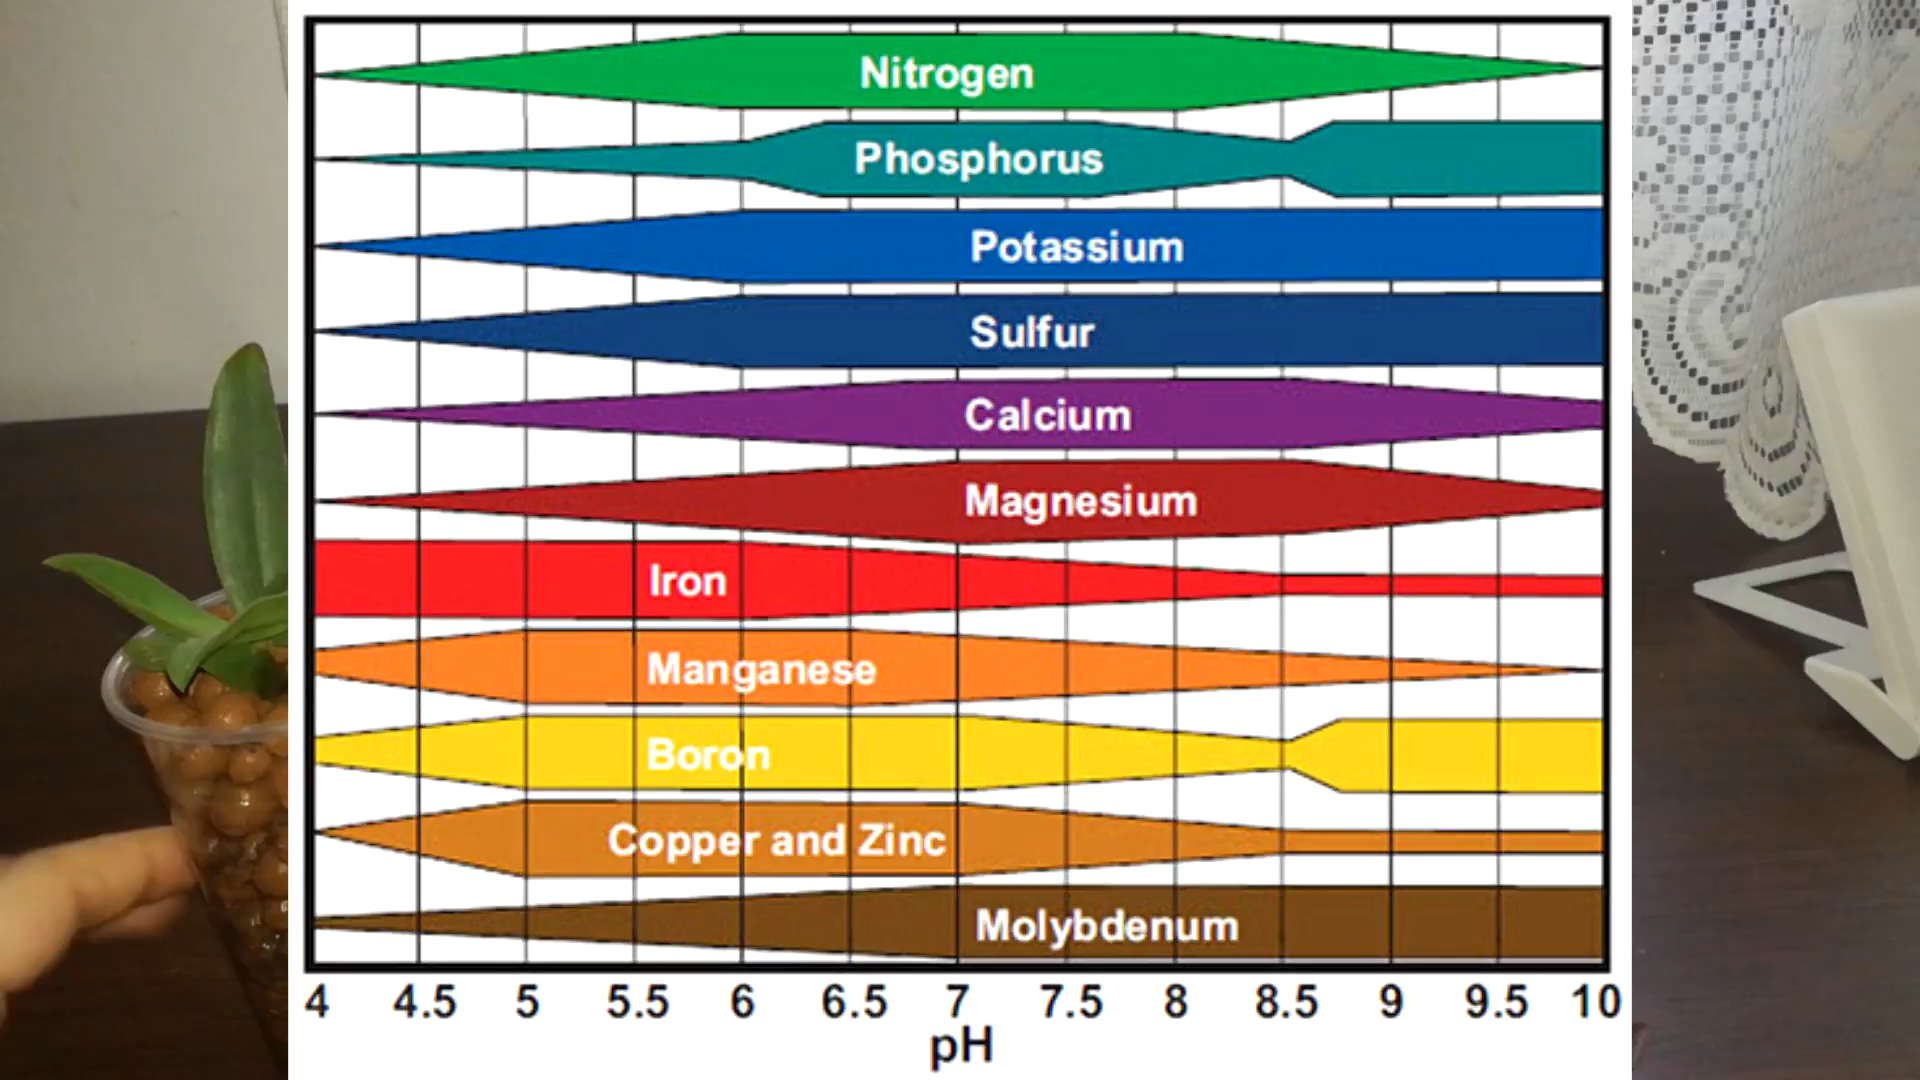 Nitrogen
Phosphorus
Potassium
Sulfur
Calcium
Magnesium
Iron
Manganese
Boron
Copper and Zinc
Molybdenum
4 4.5 5 5.5 6 6.5 7 7.5 8 8.5 9 9.5 10
pH